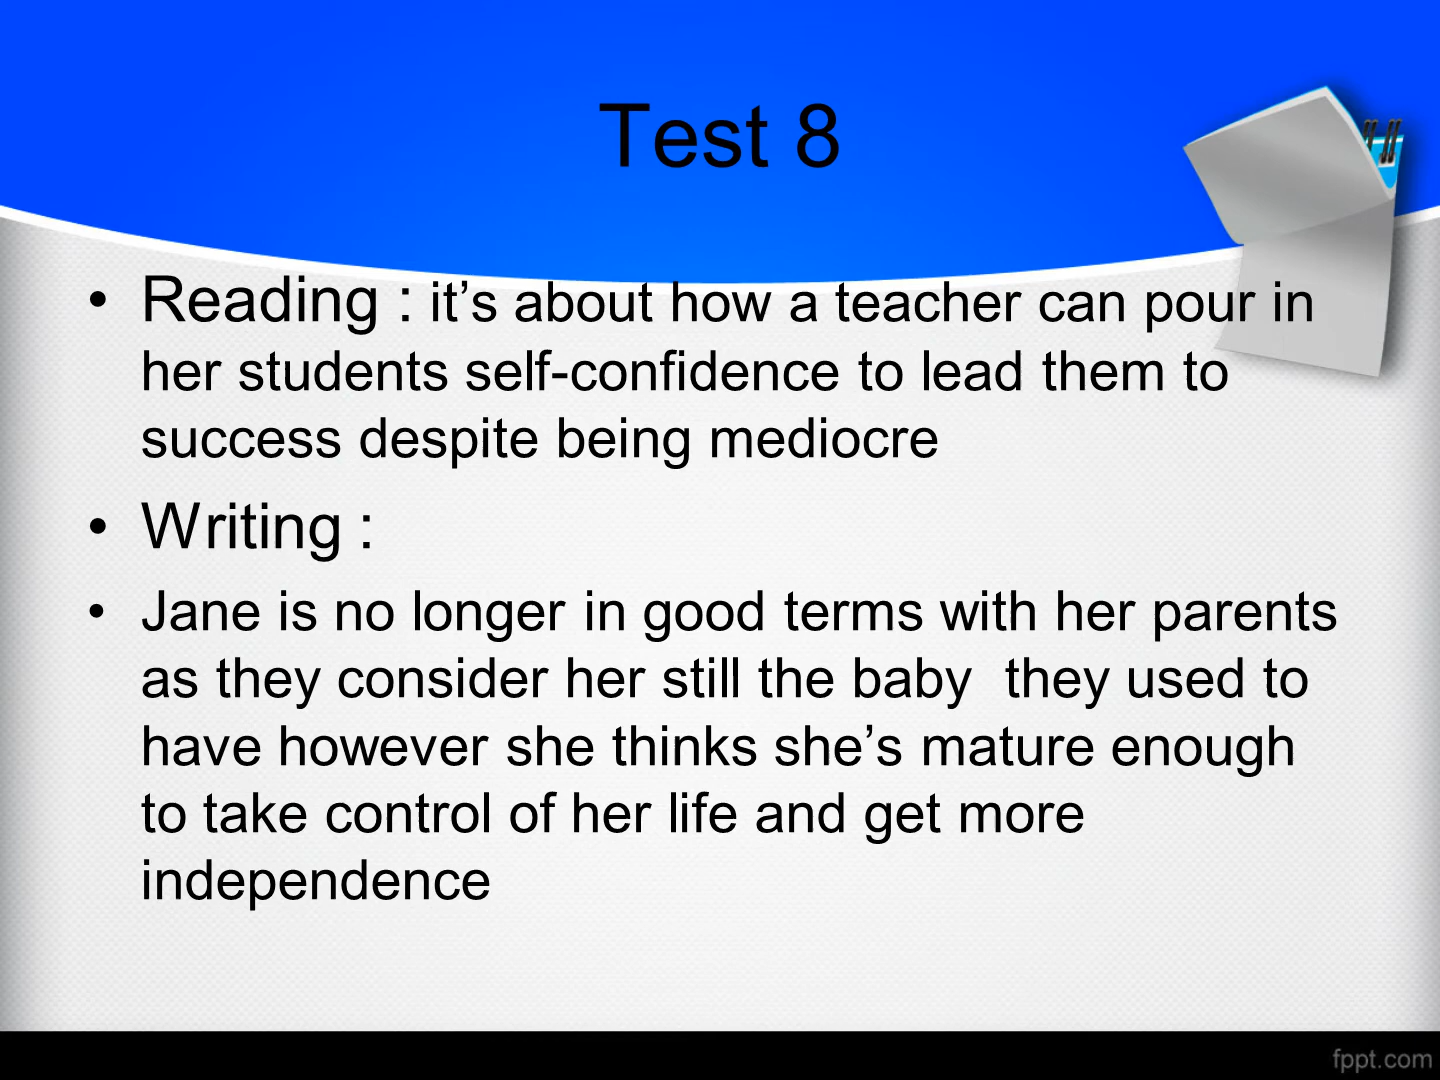 Test 8
• Reading : it’s about how a teacher can pour in
her students self-confidence to lead them to
success despite being mediocre
• Writing :
• Jane is no longer in good terms with her parents
as they consider her still the baby  they used to
have however she thinks she’s mature enough
to take control of her life and get more
independence
fppt.com